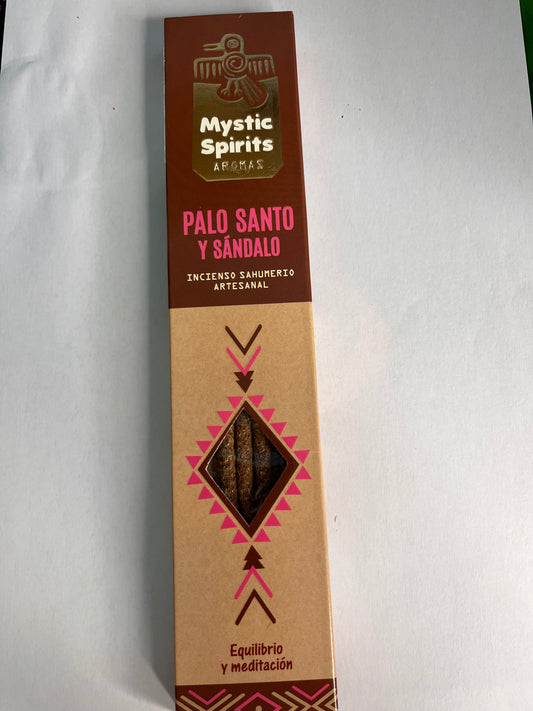 Mystic
Spirits
AROMAS
PALO SANTO
Y SÁNDALO
INCIENSO SAHUMERIO
ARTESANAL
Equilibrio
y meditación